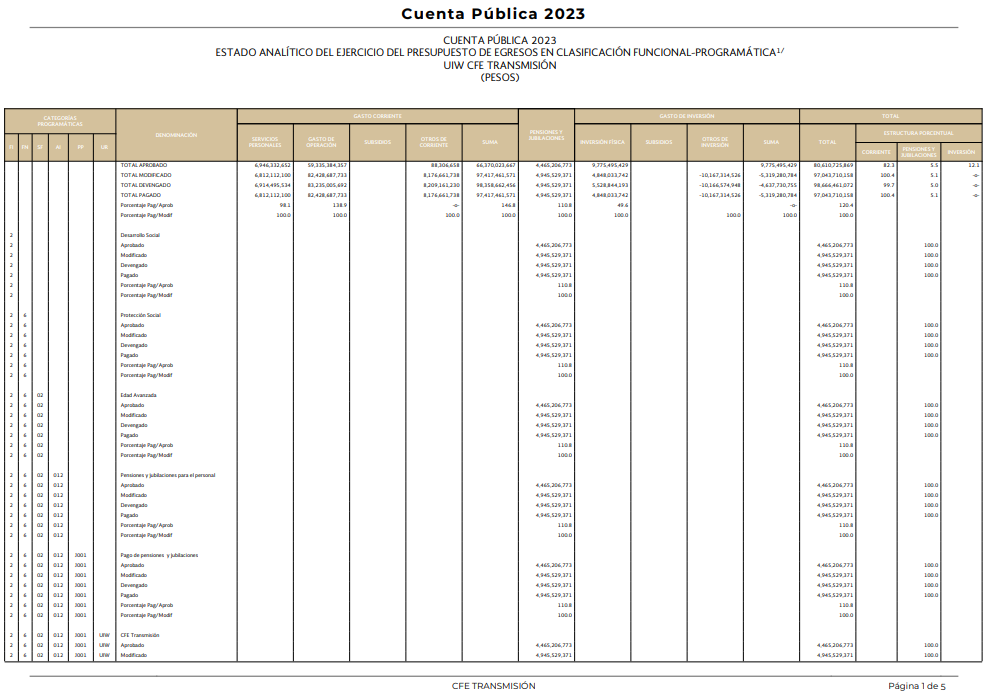 Cuenta Pública 2023
CUENTA PÚBLICA 2023
ESTADO ANALÍTICO DEL EJERCICIO DEL PRESUPUESTO DE EGRESOS EN CLASIFICACIÓN FUNCIONAL-PROGRAMÁTICA1/
UIW CFE TRANSMISIÓN
(PESOS)
CATEGORÍAS PROGRAMÁTICAS DENOMINACIÓN GASTO CORRIENTE PENSIONES Y JUBILACIONES GASTO DE INVERSIÓN TOTAL
FI FN SF AI PP UR SERVICIOS PERSONALES GASTO DE OPERACIÓN SUBSIDIOS OTROS DE CORRIENTE SUMA INVERSIÓN FÍSICA SUBSIDIOS OTROS DE INVERSIÓN SUMA TOTAL ESTRUCTURA PORCENTUAL
CORRIENTE PENSIONES Y JUBILACIONES INVERSIÓN
TOTAL APROBADO 6,946,332,652 59,335,384,357 88,306,658 66,370,023,667 4,465,206,773 9,775,495,429 9,775,495,429 80,610,725,869 82.3 5.5 12.1
TOTAL MODIFICADO 6,812,112,100 82,428,687,733 8,176,661,738 97,417,461,571 4,945,529,371 4,848,033,742 -10,167,314,526 -5,319,280,784 97,043,710,158 100.4 5.1 -o-
TOTAL DEVENGADO 6,914,495,534 83,235,005,692 8,209,161,230 98,358,662,456 4,945,529,371 5,528,844,193 -10,166,574,948 -4,637,730,755 98,666,461,072 99.7 5.0 -o-
TOTAL PAGADO 6,812,112,100 82,428,687,733 8,176,661,738 97,417,461,571 4,945,529,371 4,848,033,742 -10,167,314,526 -5,319,280,784 97,043,710,158 100.4 5.1 -o-
Porcentaje Pag/Aprob 98.1 138.9 -o- 146.8 110.8 49.6 -o- 120.4
Porcentaje Pag/Modif 100.0 100.0 100.0 100.0 100.0 100.0 100.0 100.0 100.0
2 Desarrollo Social
2 Aprobado 4,465,206,773 4,465,206,773 100.0
2 Modificado 4,945,529,371 4,945,529,371 100.0
2 Devengado 4,945,529,371 4,945,529,371 100.0
2 Pagado 4,945,529,371 4,945,529,371 100.0
2 Porcentaje Pag/Aprob 110.8 110.8
2 Porcentaje Pag/Modif 100.0 100.0
2 6 Protección Social
2 6 Aprobado 4,465,206,773 4,465,206,773 100.0
2 6 Modificado 4,945,529,371 4,945,529,371 100.0
2 6 Devengado 4,945,529,371 4,945,529,371 100.0
2 6 Pagado 4,945,529,371 4,945,529,371 100.0
2 6 Porcentaje Pag/Aprob 110.8 110.8
2 6 Porcentaje Pag/Modif 100.0 100.0
2 6 02 Edad Avanzada
2 6 02 Aprobado 4,465,206,773 4,465,206,773 100.0
2 6 02 Modificado 4,945,529,371 4,945,529,371 100.0
2 6 02 Devengado 4,945,529,371 4,945,529,371 100.0
2 6 02 Pagado 4,945,529,371 4,945,529,371 100.0
2 6 02 Porcentaje Pag/Aprob 110.8 110.8
2 6 02 Porcentaje Pag/Modif 100.0 100.0
2 6 02 012 Pensiones y jubilaciones para el personal
2 6 02 012 Aprobado 4,465,206,773 4,465,206,773 100.0
2 6 02 012 Modificado 4,945,529,371 4,945,529,371 100.0
2 6 02 012 Devengado 4,945,529,371 4,945,529,371 100.0
2 6 02 012 Pagado 4,945,529,371 4,945,529,371 100.0
2 6 02 012 Porcentaje Pag/Aprob 110.8 110.8
2 6 02 012 Porcentaje Pag/Modif 100.0 100.0
2 6 02 012 J001 Pago de pensiones y jubilaciones
2 6 02 012 J001 Aprobado 4,465,206,773 4,465,206,773 100.0
2 6 02 012 J001 Modificado 4,945,529,371 4,945,529,371 100.0
2 6 02 012 J001 Devengado 4,945,529,371 4,945,529,371 100.0
2 6 02 012 J001 Pagado 4,945,529,371 4,945,529,371 100.0
2 6 02 012 J001 Porcentaje Pag/Aprob 110.8 110.8
2 6 02 012 J001 Porcentaje Pag/Modif 100.0 100.0
2 6 02 012 J001 UIW CFE Transmisión
2 6 02 012 J001 UIW Aprobado 4,465,206,773 4,465,206,773 100.0
2 6 02 012 J001 UIW Modificado 4,945,529,371 4,945,529,371 100.0
CFE TRANSMISIÓN
Página 1 de 5